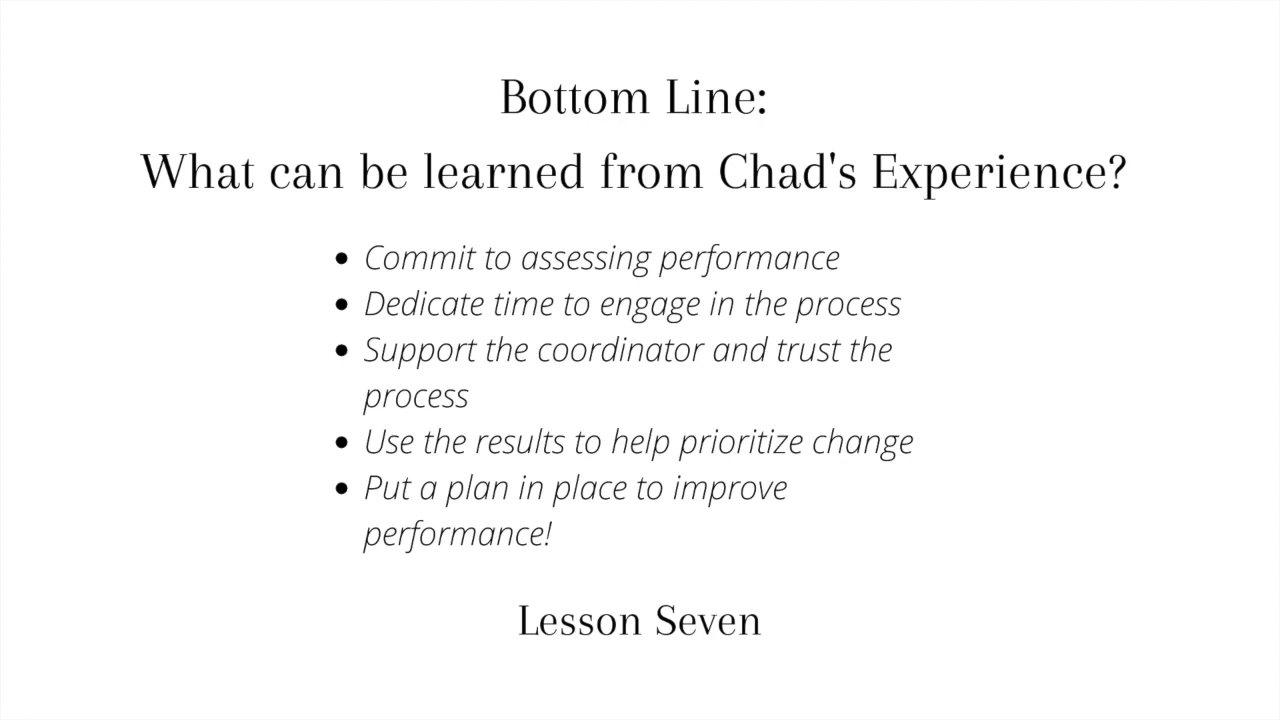 Bottom Line:
What can be learned from Chad's Experience?
• Commit to assessing performance
• Dedicate time to engage in the process
• Support the coordinator and trust the
process
• Use the results to help prioritize change
• Put a plan in place to improve
performance!
Lesson Seven